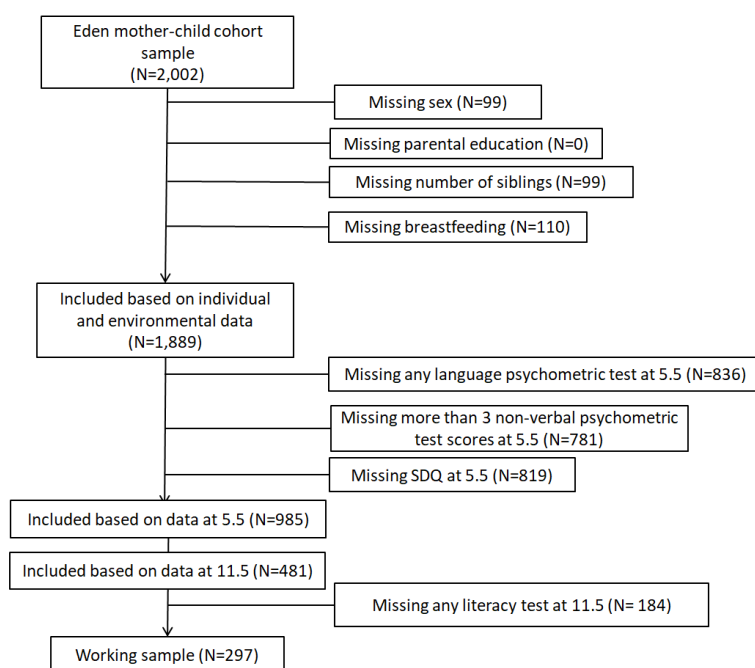 Eden mother-child cohort
sample
(N=2,002)
Missing sex (N=99)
Missing parental education (N=0)
Missing number of siblings (N=99)
Missing breastfeeding (N=110)
Included based on individual
and environmental data
(N=1,889)
Missing any language psychometric test at 5.5 (N=836)
Missing more than 3 non-verbal psychometric
test scores at 5.5 (N=781)
Missing SDQ at 5.5 (N=819)
Included based on data at 5.5 (N=985)
Included based on data at 11.5 (N=481)
Missing any literacy test at 11.5 (N= 184)
Working sample (N=297)